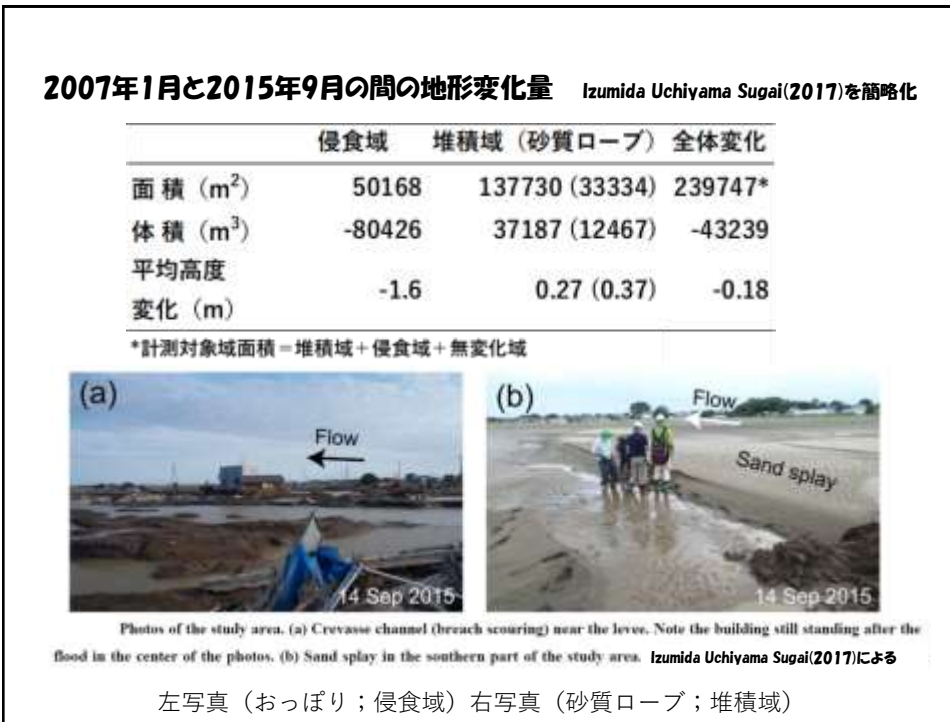 2007年1月と2015年9月の間の地形変化量 Izumida Uchiyama Sugai(2017)を簡略化
侵食域 堆積域（砂質ローブ） 全体変化
面 積（m²） 50168 137730 (33334) 239747*
体 積（m³） -80426 37187 (12467) -43239
平均高度
変化（m） -1.6 0.27 (0.37) -0.18
*計測対象域面積＝堆積域＋侵食域＋無変化域
(a)
Flow
14 Sep 2015
(b)
Flow
Sand splay
14 Sep 2015
Photos of the study area. (a) Crevasse channel (breach scouring) near the levee. Note the building still standing after the
flood in the center of the photos. (b) Sand splay in the southern part of the study area. Izumida Uchiyama Sugai(2017)による
左写真（おっぽり；侵食域）右写真（砂質ローブ；堆積域）